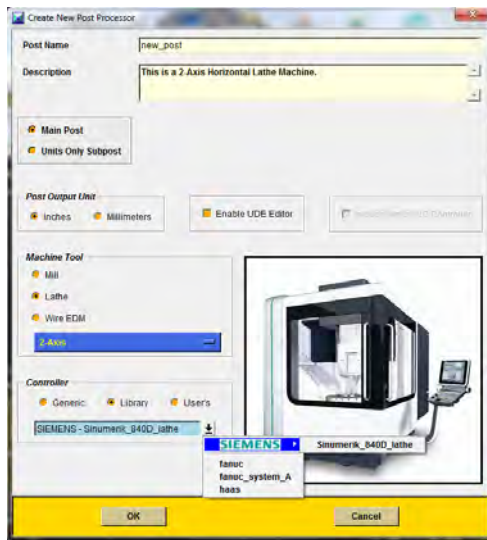 Create New Post Processor
Post Name
new_post
Description
This is a 2-Axis Horizontal Lathe Machine.
Main Post
Units Only Subpost
Post Output Unit
Inches
Millimeters
Enable UDE Editor
Machine Tool
Mill
Lathe
Wire EDM
2-Axis
Controller
Generic
Library
User's
SIEMENS - Sinumerik_840D_lathe
SIEMENS
Sinumerik_840D_lathe
fanuc
fanuc_system_A
haas
OK
Cancel